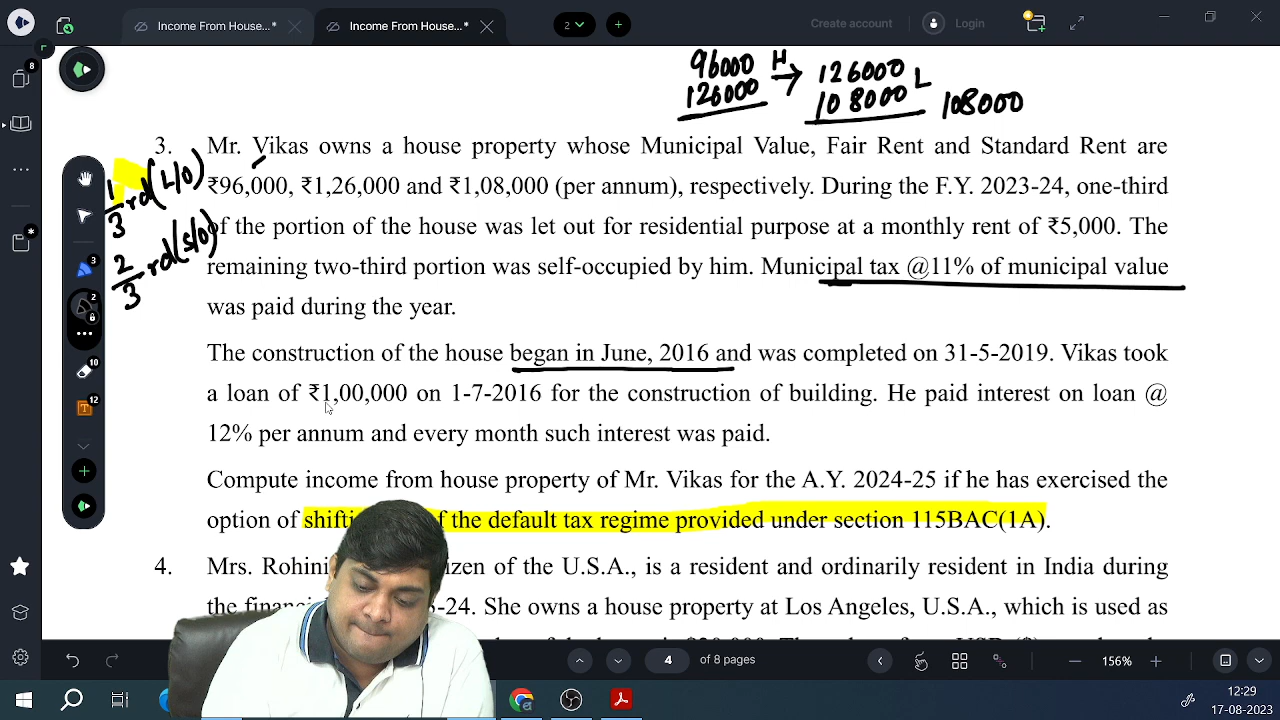 Income From House...*
Income From House...*
2
Create account
Login
8
96000 H → 126000 L
126000 108000 108000
3. Mr. Vikas owns a house property whose Municipal Value, Fair Rent and Standard Rent are
₹96,000, ₹1,26,000 and ₹1,08,000 (per annum), respectively. During the F.Y. 2023-24, one-third
of the portion of the house was let out for residential purpose at a monthly rent of ₹5,000. The
remaining two-third portion was self-occupied by him. Municipal tax @11% of municipal value
was paid during the year.
1/3 rd (L/O)
2/3 rd (S/O)
3
2
10
12
The construction of the house began in June, 2016 and was completed on 31-5-2019. Vikas took
a loan of ₹1,00,000 on 1-7-2016 for the construction of building. He paid interest on loan @
12% per annum and every month such interest was paid.
Compute income from house property of Mr. Vikas for the A.Y. 2024-25 if he has exercised the
option of shifti f the default tax regime provided under section 115BAC(1A).
4. Mrs. Rohini izen of the U.S.A., is a resident and ordinarily resident in India during
the financi 3-24. She owns a house property at Los Angeles, U.S.A., which is used as
4 of 8 pages
156%
12:29
17-08-2023